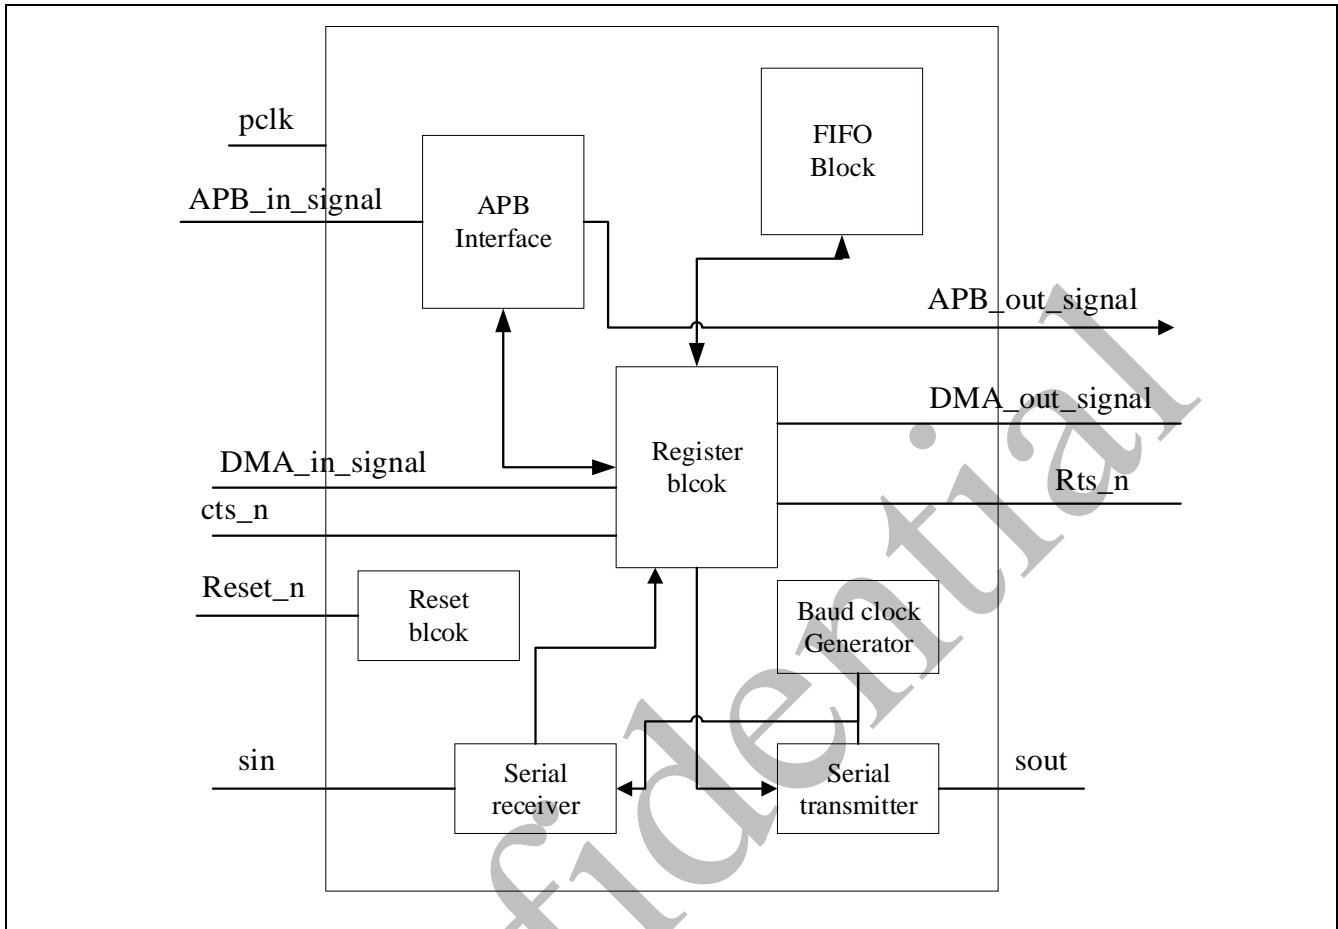 pclk
FIFO
Block
APB_in_signal
APB
Interface
APB_out_signal
DMA_out_signal
Register
blcok
DMA_in_signal
Rts_n
cts_n
Reset_n
Reset
blcok
Baud clock
Generator
sin
Serial
receiver
Serial
transmitter
sout
fidential